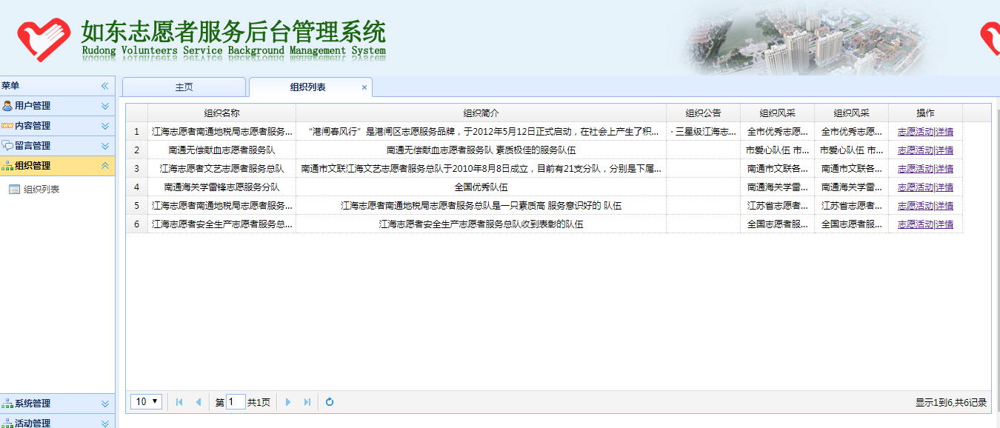 如东志愿者服务后台管理系统
Rudong Volunteers Service Background Management System
菜单
用户管理
NEW 内容管理
留言管理
组织管理
组织列表
系统管理
活动管理
主页 组织列表 ×
组织名称 组织简介 组织公告 组织风采 组织风采 操作
1 江海志愿者南通地税局志愿者服务... “港闸春风行”是港闸区志愿服务品牌，于2012年5月12日正式启动，在社会上产生了积... · 三星级江海志... 全市优秀志愿... 全市优秀志愿... 志愿活动|详情
2 南通无偿献血志愿者服务队 南通无偿献血志愿者服务队 素质极佳的服务队伍 市爱心队伍 市... 市爱心队伍 市... 志愿活动|详情
3 江海志愿者文艺志愿者服务总队 南通市文联江海文艺志愿者服务总队于2010年8月8日成立，目前有21支分队，分别是下属... 南通市文联各... 南通市文联各... 志愿活动|详情
4 南通海关学雷锋志愿服务分队 全国优秀队伍 南通海关学雷... 南通海关学雷... 志愿活动|详情
5 江海志愿者南通地税局志愿者服务... 江海志愿者南通地税局志愿者服务总队是一只素质高 服务意识好的 队伍 江苏省志愿者... 江苏省志愿者... 志愿活动|详情
6 江海志愿者安全生产志愿者服务总... 江海志愿者安全生产志愿者服务总队收到表彰的队伍 全国志愿者服... 全国志愿者服... 志愿活动|详情
10 第 1 共1页 显示1到6,共6记录